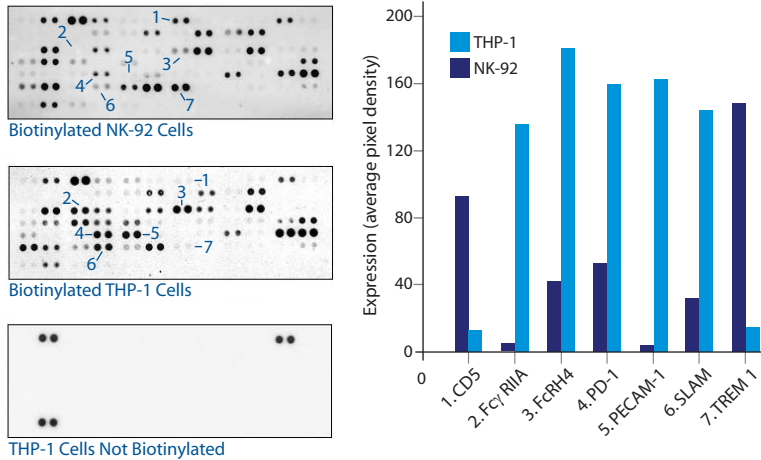 1
2
3
5
4
6
7
Biotinylated NK-92 Cells
1
2
3
4
5
6
7
Biotinylated THP-1 Cells
THP-1 Cells Not Biotinylated
Expression (average pixel density)
200
160
120
80
40
0
0
THP-1
NK-92
1. CD5
2. Fcγ RIIA
3. FcRH4
4. PD-1
5. PECAM-1
6. SLAM
7. TREM 1